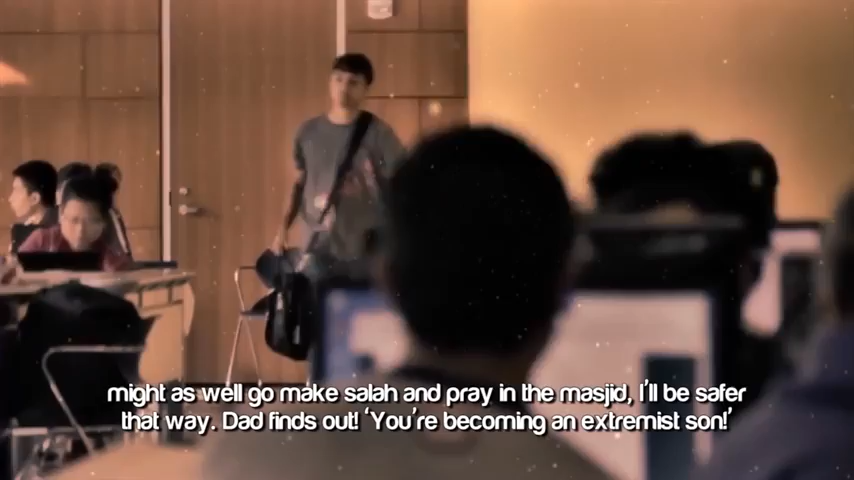 might as well go make salah and pray in the masjid, I'll be safer
that way. Dad finds out! 'You're becoming an extremist son!'